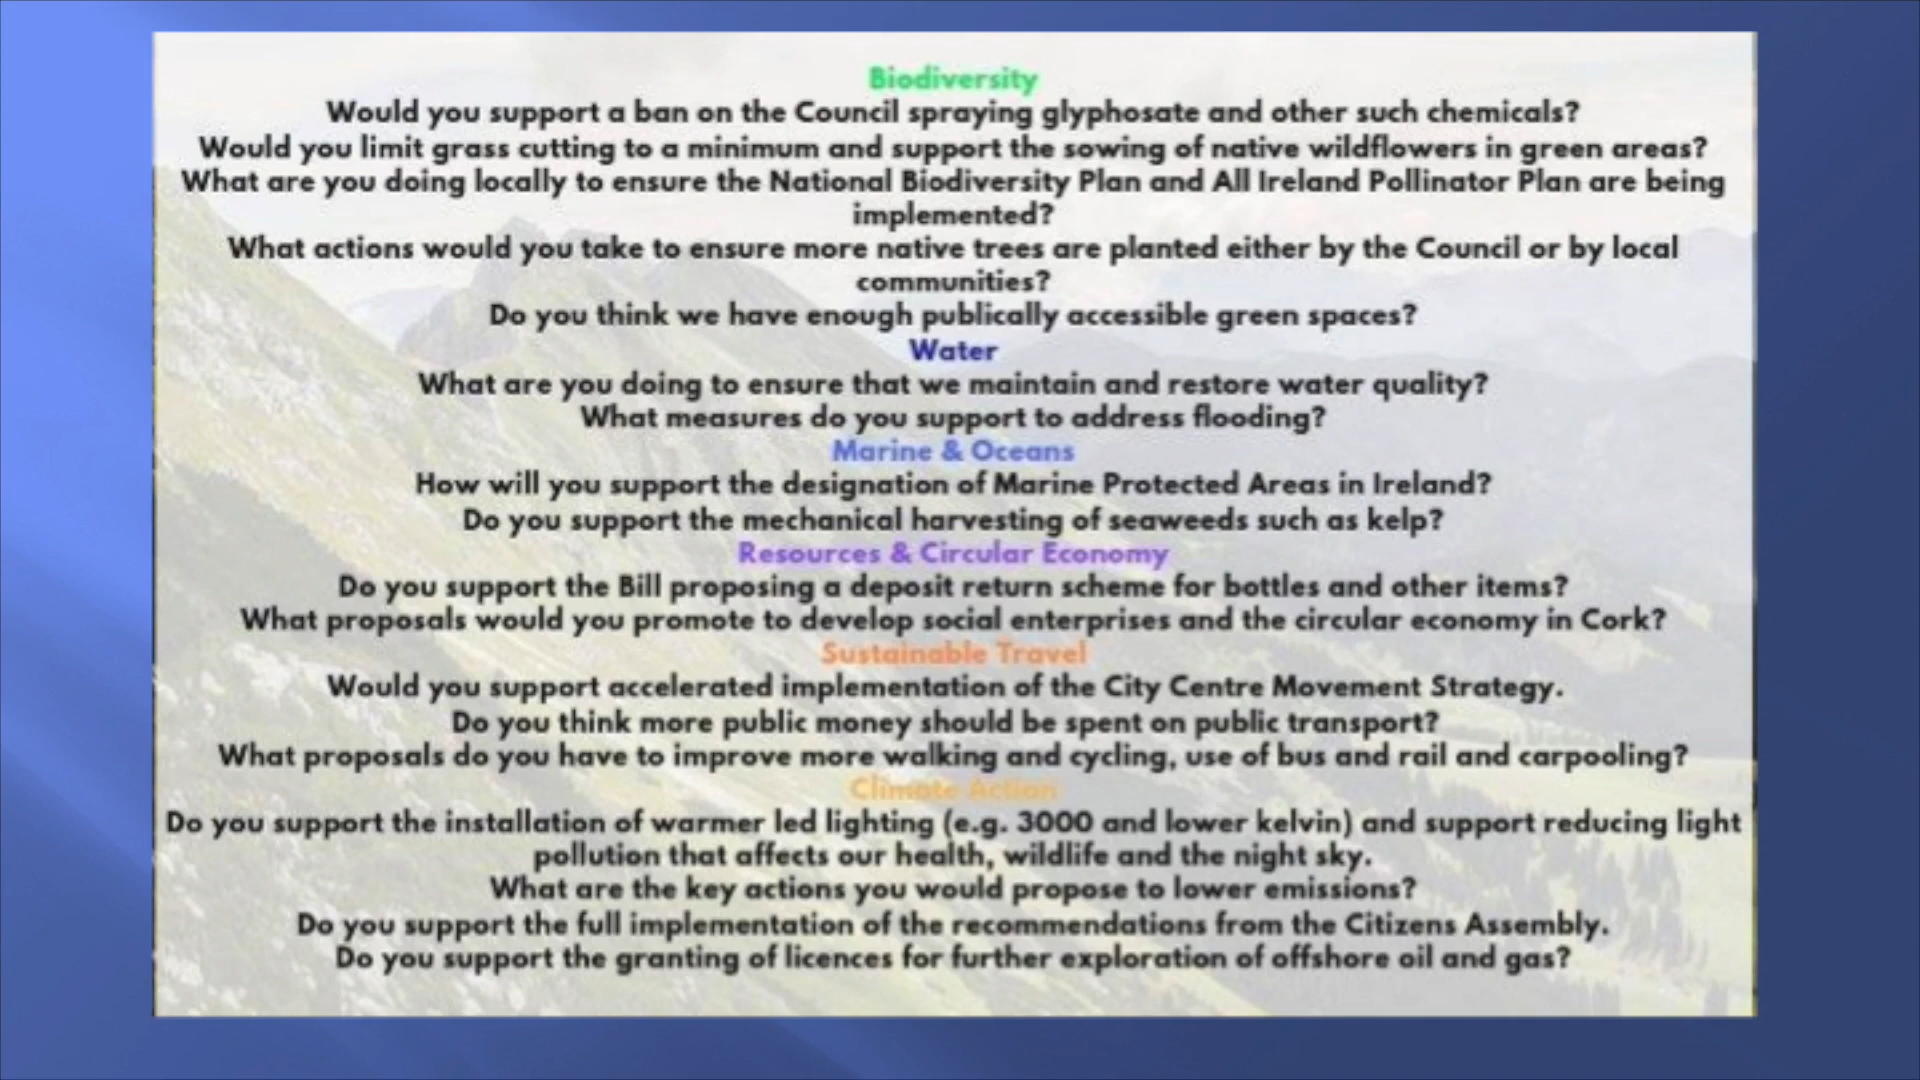 Biodiversity
Would you support a ban on the Council spraying glyphosate and other such chemicals?
Would you limit grass cutting to a minimum and support the sowing of native wildflowers in green areas?
What are you doing locally to ensure the National Biodiversity Plan and All Ireland Pollinator Plan are being
implemented?
What actions would you take to ensure more native trees are planted either by the Council or by local
communities?
Do you think we have enough publically accessible green spaces?
Water
What are you doing to ensure that we maintain and restore water quality?
What measures do you support to address flooding?
Marine & Oceans
How will you support the designation of Marine Protected Areas in Ireland?
Do you support the mechanical harvesting of seaweeds such as kelp?
Resources & Circular Economy
Do you support the Bill proposing a deposit return scheme for bottles and other items?
What proposals would you promote to develop social enterprises and the circular economy in Cork?
Sustainable Travel
Would you support accelerated implementation of the City Centre Movement Strategy.
Do you think more public money should be spent on public transport?
What proposals do you have to improve more walking and cycling, use of bus and rail and carpooling?
Climate Action
Do you support the installation of warmer led lighting (e.g. 3000 and lower kelvin) and support reducing light
pollution that affects our health, wildlife and the night sky.
What are the key actions you would propose to lower emissions?
Do you support the full implementation of the recommendations from the Citizens Assembly.
Do you support the granting of licences for further exploration of offshore oil and gas?